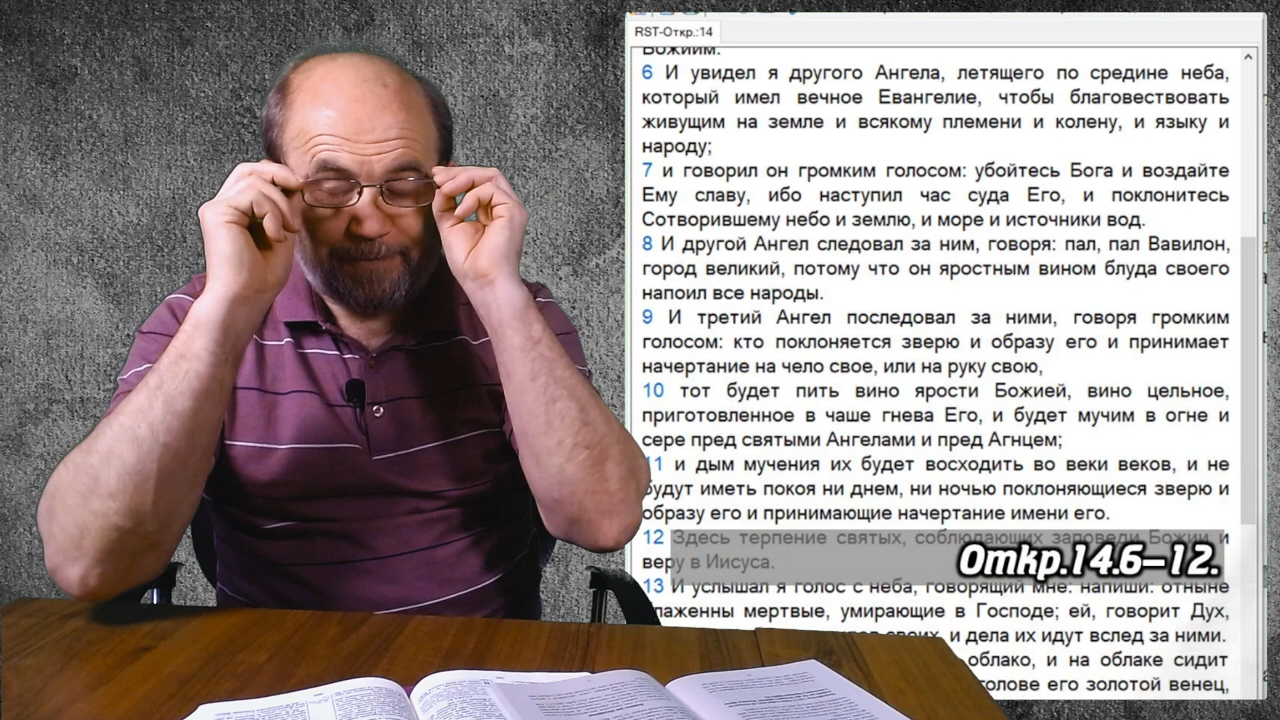 RST-Откр.:14
Божиим.
6 И увидел я другого Ангела, летящего по средине неба,
который имел вечное Евангелие, чтобы благовествовать
живущим на земле и всякому племени и колену, и языку и
народу;
7 и говорил он громким голосом: убойтесь Бога и воздайте
Ему славу, ибо наступил час суда Его, и поклонитесь
Сотворившему небо и землю, и море и источники вод.
8 И другой Ангел следовал за ним, говоря: пал, пал Вавилон,
город великий, потому что он яростным вином блуда своего
напоил все народы.
9 И третий Ангел последовал за ними, говоря громким
голосом: кто поклоняется зверю и образу его и принимает
начертание на чело свое, или на руку свою,
10 тот будет пить вино ярости Божией, вино цельное,
приготовленное в чаше гнева Его, и будет мучим в огне и
сере пред святыми Ангелами и пред Агнцем;
11 и дым мучения их будет восходить во веки веков, и не
будут иметь покоя ни днем, ни ночью поклоняющиеся зверю и
образу его и принимающие начертание имени его.
12 Здесь терпение святых, соблюдающих заповеди Божии и
веру в Иисуса.
Откр.14.6–12.
13 И услышал я голос с неба, говорящий мне: напиши: отныне
блаженны мертвые, умирающие в Господе; ей, говорит Дух,
своих, и дела их идут вслед за ними.
облако, и на облаке сидит
голове его золотой венец,